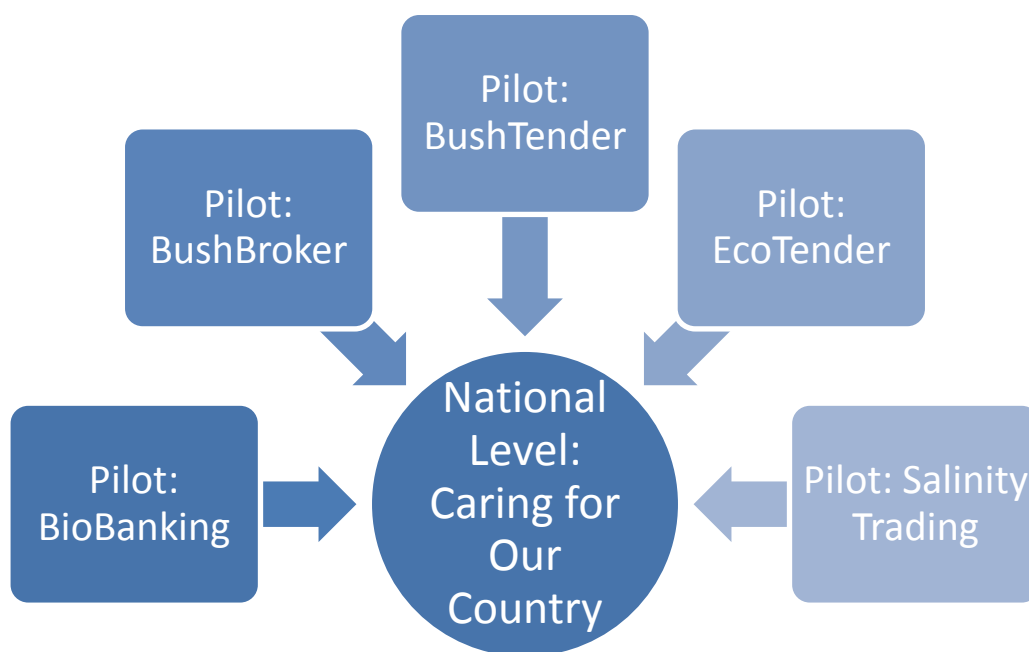 Pilot:
BushTender
Pilot:
BushBroker
Pilot:
EcoTender
Pilot:
BioBanking
National
Level:
Caring for
Our
Country
Pilot: Salinity
Trading